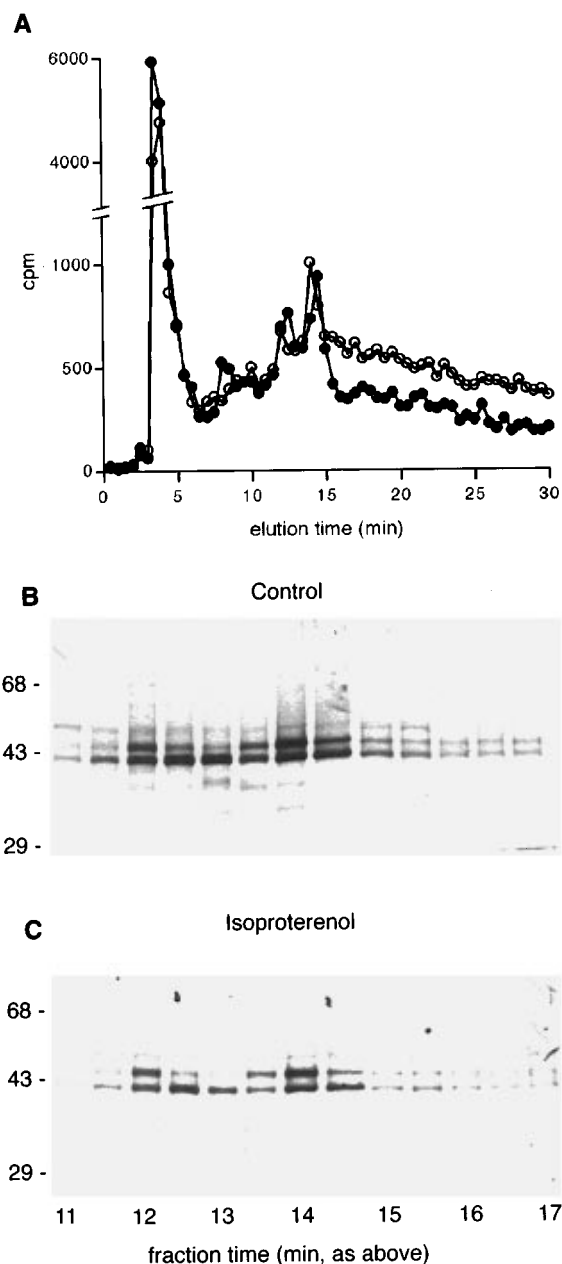 A
6000
4000
1000
500
0
cpm
0 5 10 15 20 25 30
elution time (min)
B
Control
68 -
43 -
29 -
C
Isoproterenol
68 -
43 -
29 -
11 12 13 14 15 16 17
fraction time (min, as above)